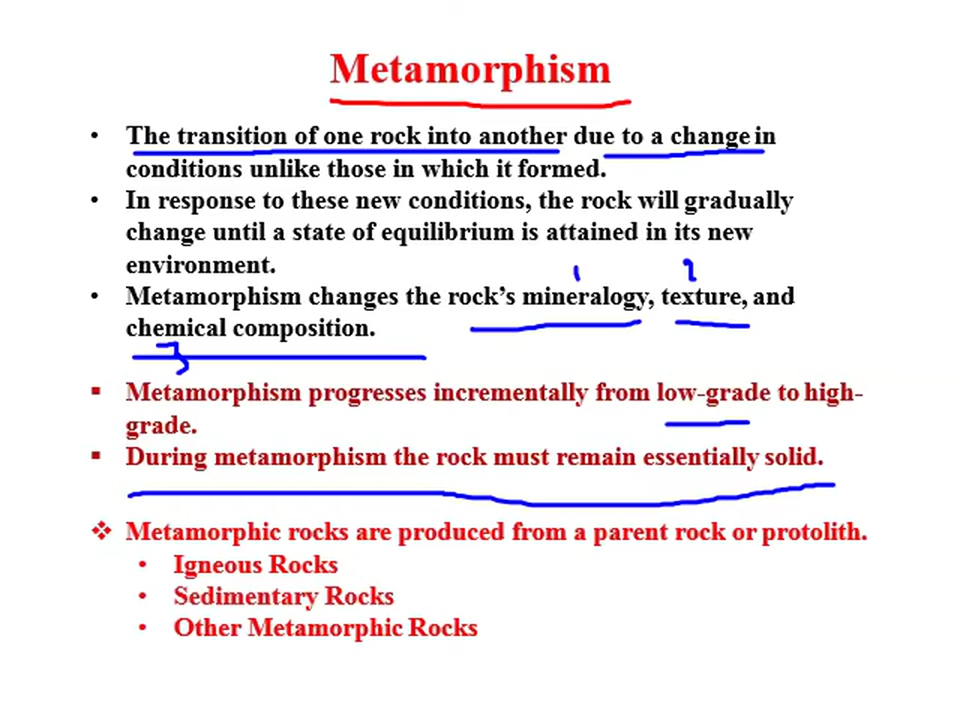 Metamorphism
• The transition of one rock into another due to a change in
conditions unlike those in which it formed.
• In response to these new conditions, the rock will gradually
change until a state of equilibrium is attained in its new
environment.
1 2
• Metamorphism changes the rock's mineralogy, texture, and
chemical composition.
3
▪ Metamorphism progresses incrementally from low-grade to high-
grade.
▪ During metamorphism the rock must remain essentially solid.
❖ Metamorphic rocks are produced from a parent rock or protolith.
• Igneous Rocks
• Sedimentary Rocks
• Other Metamorphic Rocks